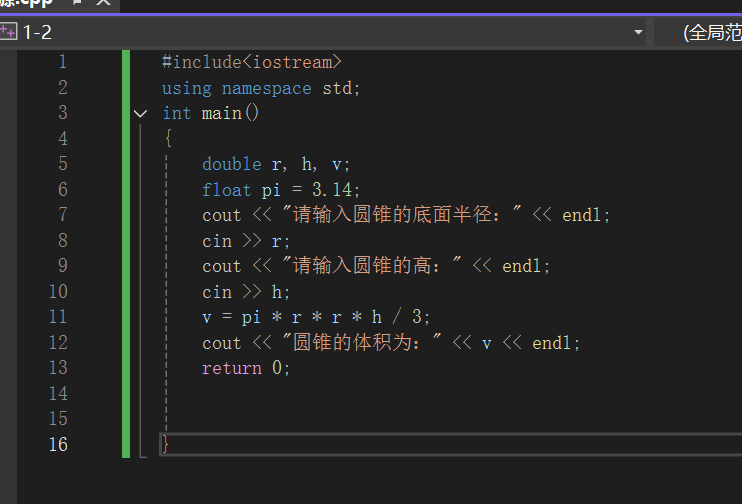 源.cpp
1-2 (全局范
1 #include<iostream>
2 using namespace std;
3 int main()
4 {
5 double r, h, v;
6 float pi = 3.14;
7 cout << "请输入圆锥的底面半径：" << endl;
8 cin >> r;
9 cout << "请输入圆锥的高：" << endl;
10 cin >> h;
11 v = pi * r * r * h / 3;
12 cout << "圆锥的体积为：" << v << endl;
13 return 0;
14
15
16 }